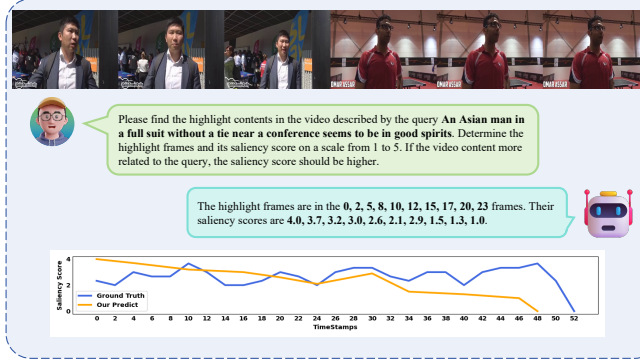 OMAR ASSAR
OMAR ASSAR
OMAR ASSAR
Please find the highlight contents in the video described by the query An Asian man in
a full suit without a tie near a conference seems to be in good spirits. Determine the
highlight frames and its saliency score on a scale from 1 to 5. If the video content more
related to the query, the saliency score should be higher.
The highlight frames are in the 0, 2, 5, 8, 10, 12, 15, 17, 20, 23 frames. Their
saliency scores are 4.0, 3.7, 3.2, 3.0, 2.6, 2.1, 2.9, 1.5, 1.3, 1.0.
Saliency Score
4
2
0
Ground Truth
Our Predict
0 2 4 6 8 10 12 14 16 18 20 22 24 26 28 30 32 34 36 38 40 42 44 46 48 50 52
TimeStamps